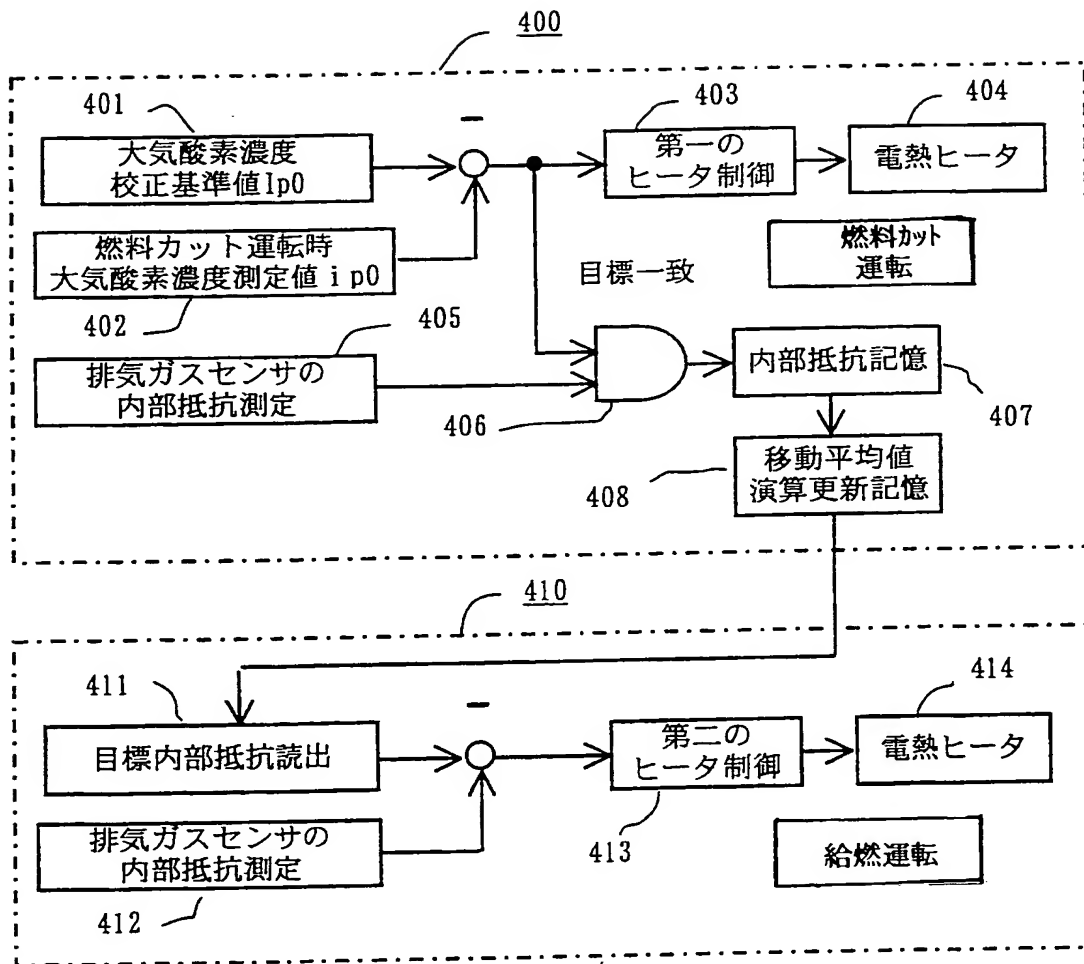 400
401
大気酸素濃度
校正基準値Ip0
−
403
第一の
ヒータ制御
404
電熱ヒータ
燃料カット運転時
大気酸素濃度測定値ip0
402
燃料カット
運転
目標一致
405
排気ガスセンサの
内部抵抗測定
406
内部抵抗記憶
407
408
移動平均値
演算更新記憶
410
411
目標内部抵抗読出
−
第二の
ヒータ制御
413
414
電熱ヒータ
排気ガスセンサの
内部抵抗測定
412
給燃運転